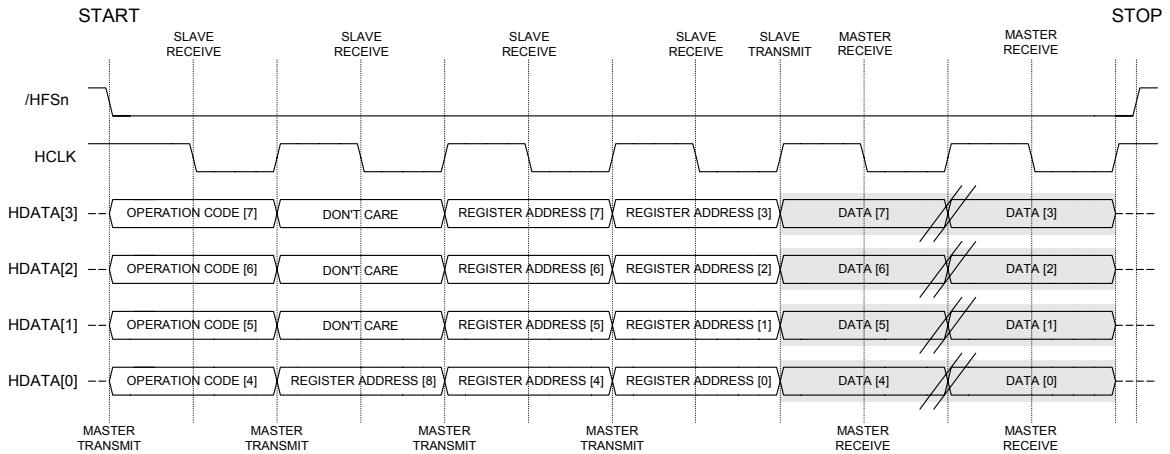 START STOP
SLAVE RECEIVE SLAVE RECEIVE SLAVE RECEIVE SLAVE RECEIVE SLAVE TRANSMIT MASTER RECEIVE MASTER RECEIVE
/HFSn
HCLK
HDATA[3] OPERATION CODE [7] DON'T CARE REGISTER ADDRESS [7] REGISTER ADDRESS [3] DATA [7] DATA [3]
HDATA[2] OPERATION CODE [6] DON'T CARE REGISTER ADDRESS [6] REGISTER ADDRESS [2] DATA [6] DATA [2]
HDATA[1] OPERATION CODE [5] DON'T CARE REGISTER ADDRESS [5] REGISTER ADDRESS [1] DATA [5] DATA [1]
HDATA[0] OPERATION CODE [4] REGISTER ADDRESS [8] REGISTER ADDRESS [4] REGISTER ADDRESS [0] DATA [4] DATA [0]
MASTER TRANSMIT MASTER TRANSMIT MASTER TRANSMIT MASTER TRANSMIT MASTER RECEIVE MASTER RECEIVE